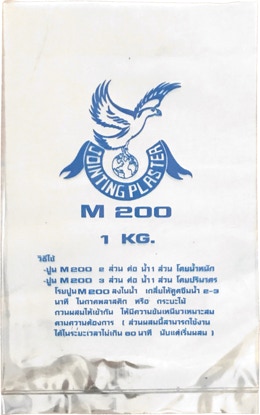 JOINTING PLASTER
M 200
1 KG.
วิธีใช้
-ปูน M200 2 ส่วน ต่อ น้ำ 1 ส่วน โดยน้ำหนัก
-ปูน M200 3 ส่วน ต่อ น้ำ 1 ส่วน โดยปริมาตร
โรยปูน M200 ลงในน้ำ เกลี่ยให้ดูดซึมน้ำ 2-3
นาที ในถาดพลาสติก หรือ กระบะไม้
กวนผสมให้เข้ากัน ให้มีความข้นเหนียวเหมาะสม
ตามความต้องการ ( ส่วนผสมนี้สามารถใช้งาน
ได้ในระยะเวลาไม่เกิน 60 นาที นับแต่เริ่มผสม )